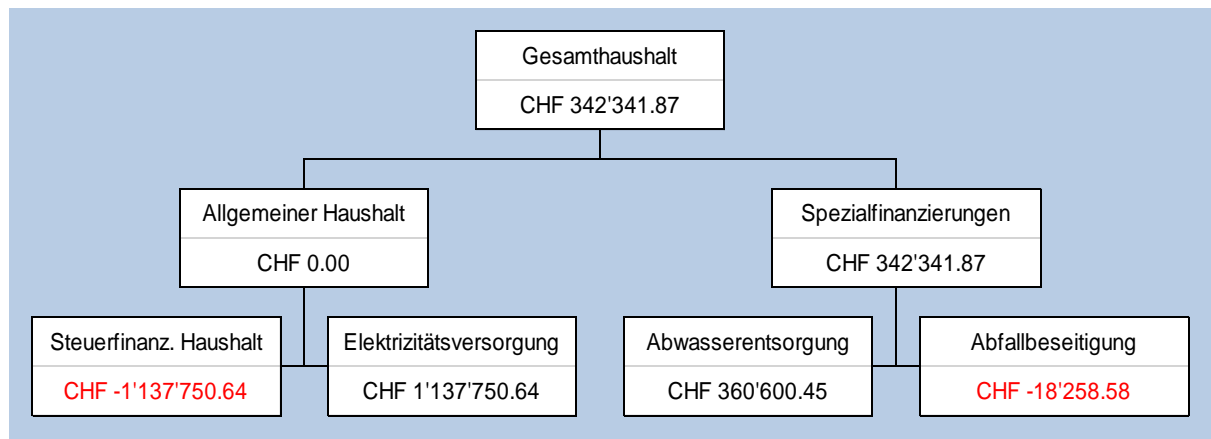 Gesamthaushalt
CHF 342'341.87
Allgemeiner Haushalt
CHF 0.00
Spezialfinanzierungen
CHF 342'341.87
Steuerfinanz. Haushalt
CHF -1'137'750.64
Elektrizitätsversorgung
CHF 1'137'750.64
Abwasserentsorgung
CHF 360'600.45
Abfallbeseitigung
CHF -18'258.58